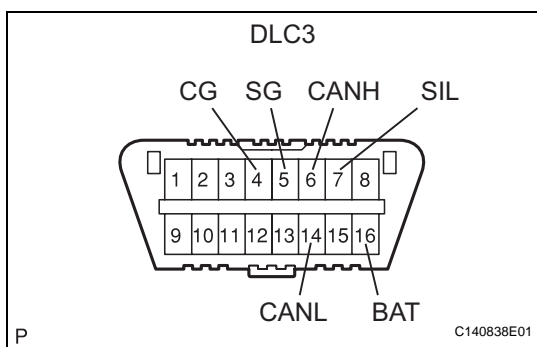 DLC3
CG SG CANH SIL
1 2 3 4 5 6 7 8
9 10 11 12 13 14 15 16
CANL BAT
P C140838E01